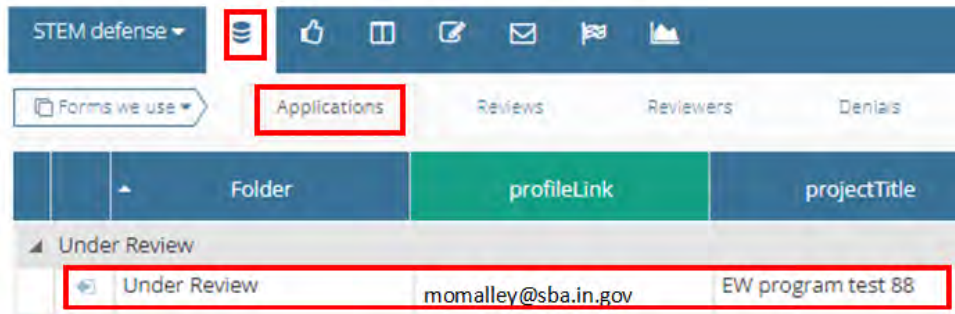 STEM defense
Forms we use Applications Reviews Reviewers Denials
Folder profileLink projectTitle
Under Review
Under Review momalley@sba.in.gov EW program test 88